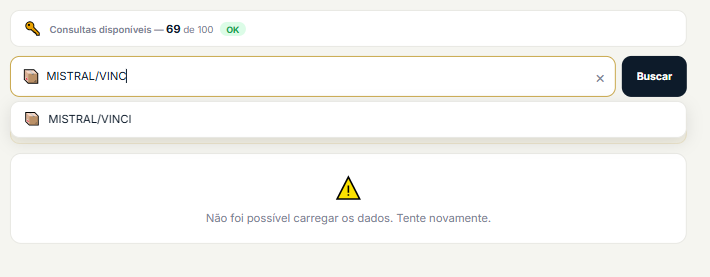 Consultas disponíveis — 69 de 100 OK
MISTRAL/VINC
× Buscar
MISTRAL/VINCI
Não foi possível carregar os dados. Tente novamente.